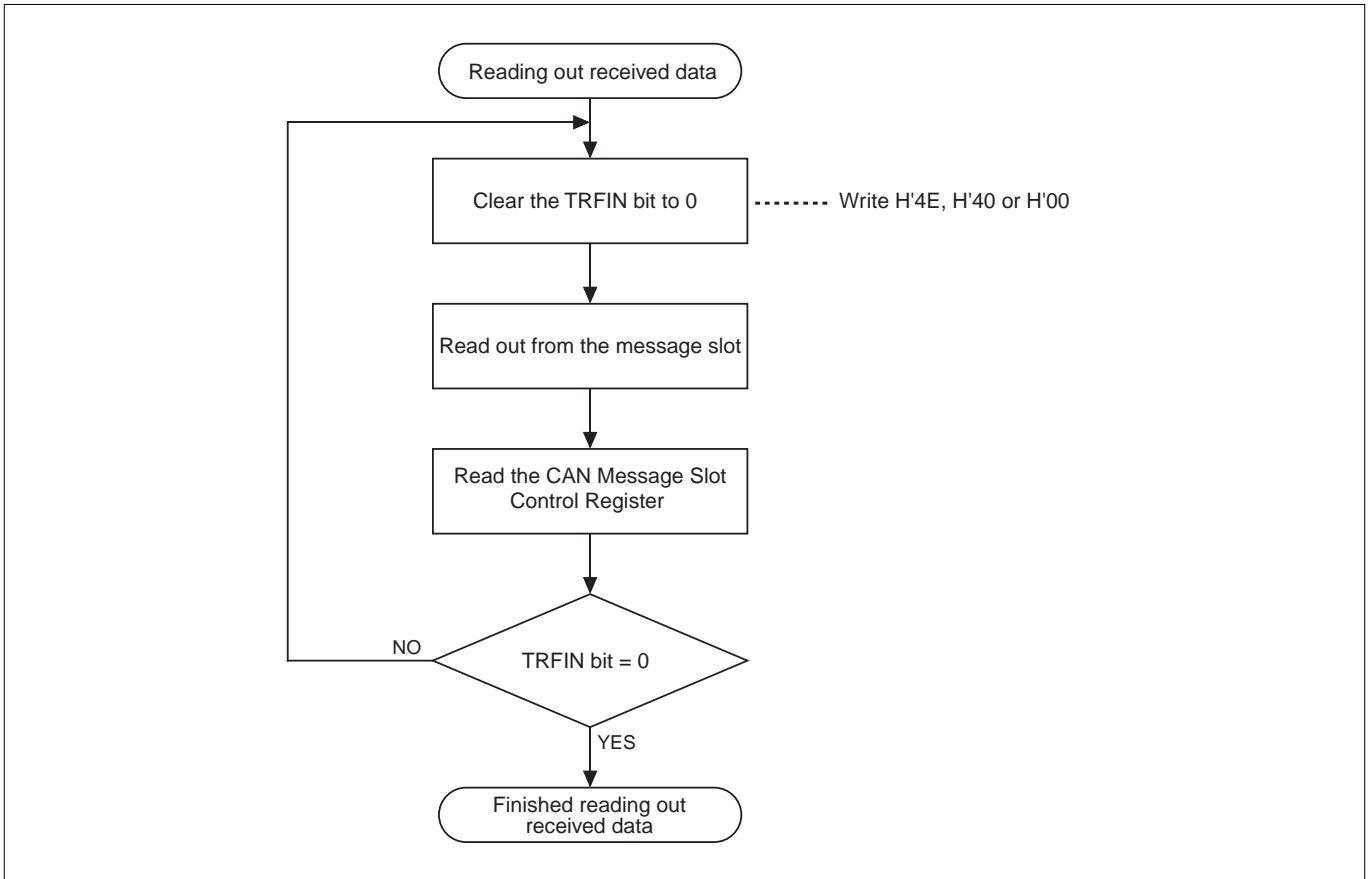 Reading out received data
Clear the TRFIN bit to 0
Write H'4E, H'40 or H'00
Read out from the message slot
Read the CAN Message Slot
Control Register
NO
TRFIN bit = 0
YES
Finished reading out
received data